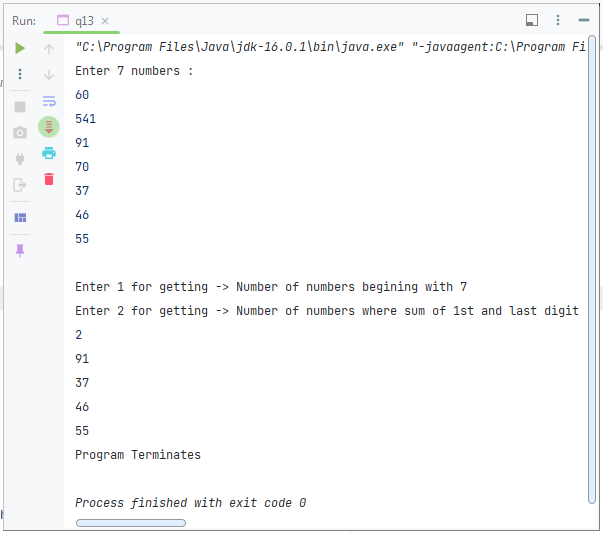 Run: q13
"C:\Program Files\Java\jdk-16.0.1\bin\java.exe" "-javaagent:C:\Program Fi
Enter 7 numbers :
60
541
91
70
37
46
55
Enter 1 for getting -> Number of numbers begining with 7
Enter 2 for getting -> Number of numbers where sum of 1st and last digit
2
91
37
46
55
Program Terminates
Process finished with exit code 0